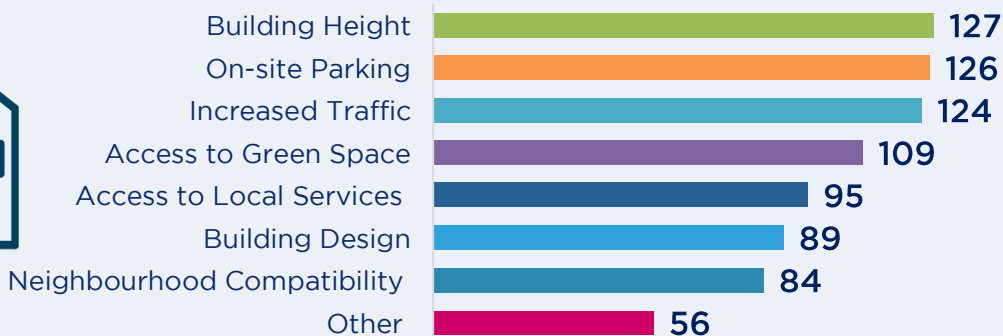 Building Height 127
On-site Parking 126
Increased Traffic 124
Access to Green Space 109
Access to Local Services 95
Building Design 89
Neighbourhood Compatibility 84
Other 56